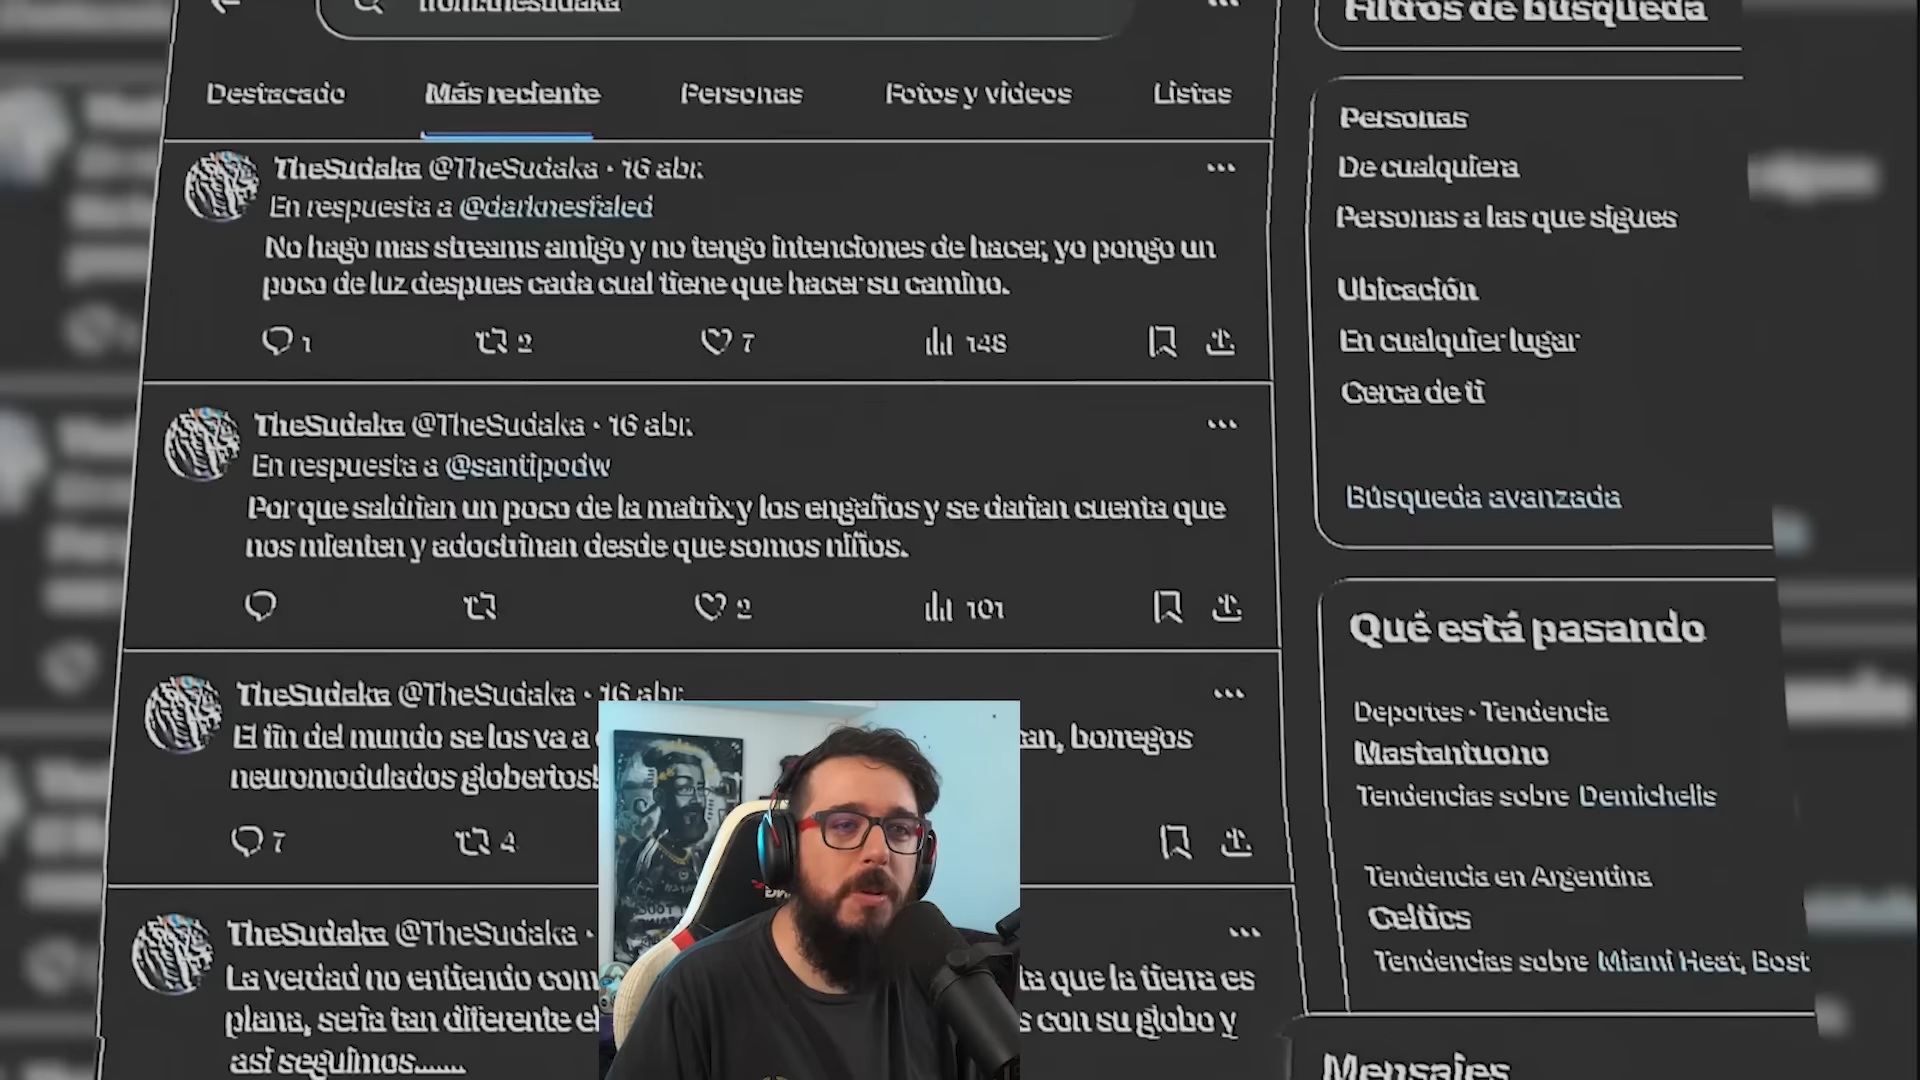 from:thesudaka
Filtros de búsqueda
Destacado
Más reciente
Personas
Fotos y videos
Listas
TheSudaka @TheSudaka · 16 abr.
En respuesta a @darknesfaled
No hago mas streams amigo y no tengo intenciones de hacer, yo pongo un
poco de luz despues cada cual tiene que hacer su camino.
1
2
7
148
TheSudaka @TheSudaka · 16 abr.
En respuesta a @santipodw
Por que saldrian un poco de la matrix y los engaños y se darian cuenta que
nos mienten y adoctrinan desde que somos niños.
2
101
TheSudaka @TheSudaka · 16 abr.
El fin del mundo se los va a
an, borregos
neuromodulados globertos!
7
4
TheSudaka @TheSudaka ·
La verdad no entiendo com
ta que la tierra es
plana, seria tan diferente el
s con su globo y
así seguimos.......
Personas
De cualquiera
Personas a las que sigues
Ubicación
En cualquier lugar
Cerca de ti
Búsqueda avanzada
Qué está pasando
Deportes · Tendencia
Mastantuono
Tendencias sobre Demichelis
Tendencia en Argentina
Celtics
Tendencias sobre Miami Heat, Bost
Mensajes